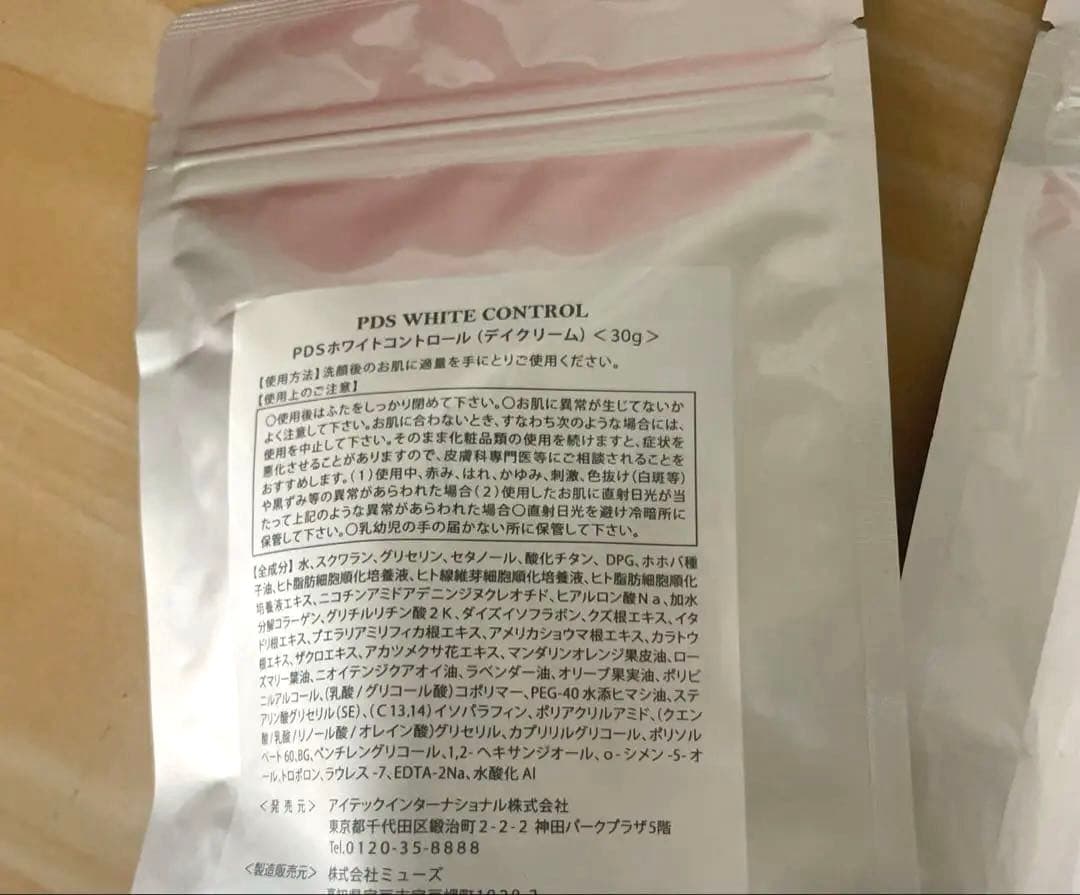 PDS WHITE CONTROL
PDSホワイトコントロール（デイクリーム）＜30g＞
【使用方法】洗顔後のお肌に適量を手にとりご使用ください。
【使用上のご注意】
〇使用後はふたをしっかり閉めて下さい。〇お肌に異常が生じてないか
よく注意して下さい。お肌に合わないとき、すなわち次のような場合には、
使用を中止して下さい。そのまま化粧品類の使用を続けますと、症状を
悪化させることがありますので、皮膚科専門医等にご相談されることを
おすすめします。（1）使用中、赤み、はれ、かゆみ、刺激、色抜け（白斑等）
や黒ずみ等の異常があらわれた場合（2）使用したお肌に直射日光が当
たって上記のような異常があらわれた場合〇直射日光を避け冷暗所に
保管して下さい。〇乳幼児の手の届かない所に保管して下さい。
【全成分】水、スクワラン、グリセリン、セタノール、酸化チタン、DPG、ホホバ種
子油、ヒト脂肪細胞順化培養液、ヒト線維芽細胞順化培養液、ヒト脂肪細胞順化
培養液エキス、ニコチンアミドアデニンジヌクレオチド、ヒアルロン酸Na、加水
分解コラーゲン、グリチルリチン酸2K、ダイズイソフラボン、クズ根エキス、イタ
ドリ根エキス、プエラリアミリフィカ根エキス、アメリカショウマ根エキス、カラトウ
根エキス、ザクロエキス、アカツメクサ花エキス、マンダリンオレンジ果皮油、ロー
ズマリー葉油、ニオイテンジクアオイ油、ラベンダー油、オリーブ果実油、ポリビ
ニルアルコール、（乳酸/グリコール酸）コポリマー、PEG-40水添ヒマシ油、ステ
アリン酸グリセリル（SE）、（C13,14）イソパラフィン、ポリアクリルアミド、（クエン
酸/乳酸/リノール酸/オレイン酸）グリセリル、カプリリルグリコール、ポリソル
ベート60、BG、ペンチレングリコール、1,2-ヘキサンジオール、o-シメン-5-オ
ール、トロポロン、ラウレス-7、EDTA-2Na、水酸化Al
＜発売元＞ アイテックインターナショナル株式会社
東京都千代田区鍛治町2-2-2 神田パークプラザ5階
Tel.0120-35-8888
＜製造販売元＞ 株式会社ミューズ